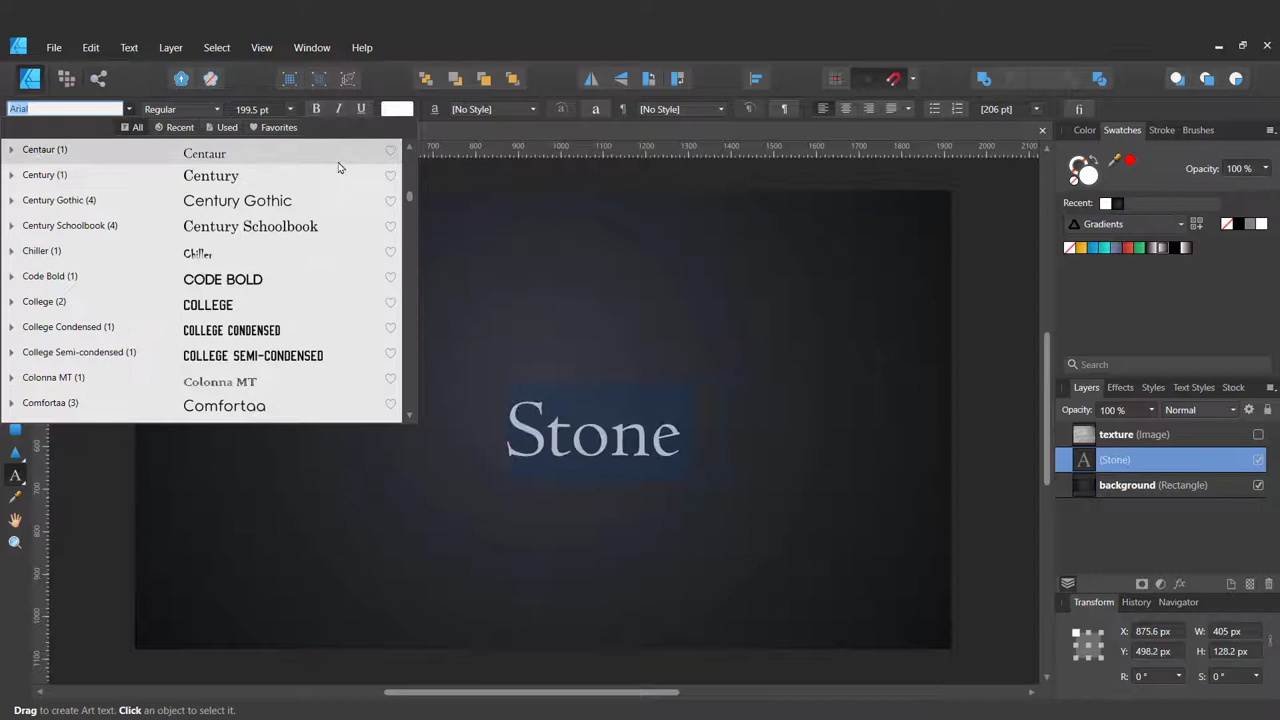 File Edit Text Layer Select View Window Help
Arial Regular 199.5 pt B I U a [No Style] a a ¶ [No Style] ¶ ¶ [206 pt] fi
All Recent Used Favorites
Centaur (1) Centaur
Century (1) Century
Century Gothic (4) Century Gothic
Century Schoolbook (4) Century Schoolbook
Chiller (1) Chiller
Code Bold (1) CODE BOLD
College (2) COLLEGE
College Condensed (1) COLLEGE CONDENSED
College Semi-condensed (1) COLLEGE SEMI-CONDENSED
Colonna MT (1) Colonna MT
Comfortaa (3) Comfortaa
700 800 900 1000 1100 1200 1300 1400 1500 1600 1700 1800 1900 2000 2100
600
700
800
900
1000
1100
Stone
Color Swatches Stroke Brushes
Opacity: 100 %
Recent:
Gradients
Search
Layers Effects Styles Text Styles Stock
Opacity: 100 % Normal
texture (Image)
A (Stone)
background (Rectangle)
Transform History Navigator
X: 875.6 px W: 405 px
Y: 498.2 px H: 128.2 px
R: 0 ° S: 0 °
Drag to create Art text. Click an object to select it.